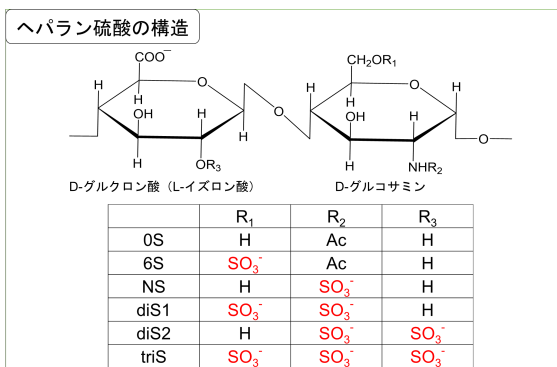 ヘパラン硫酸の構造
COO⁻
O
H
H
OH
H
H
H
OR₃
O
CH₂OR₁
O
H
H
H
OH
H
H
NHR₂
O
D-グルクロン酸（L-イズロン酸）
D-グルコサミン
R₁ R₂ R₃
0S H Ac H
6S SO₃⁻ Ac H
NS H SO₃⁻ H
diS1 SO₃⁻ SO₃⁻ H
diS2 H SO₃⁻ SO₃⁻
triS SO₃⁻ SO₃⁻ SO₃⁻